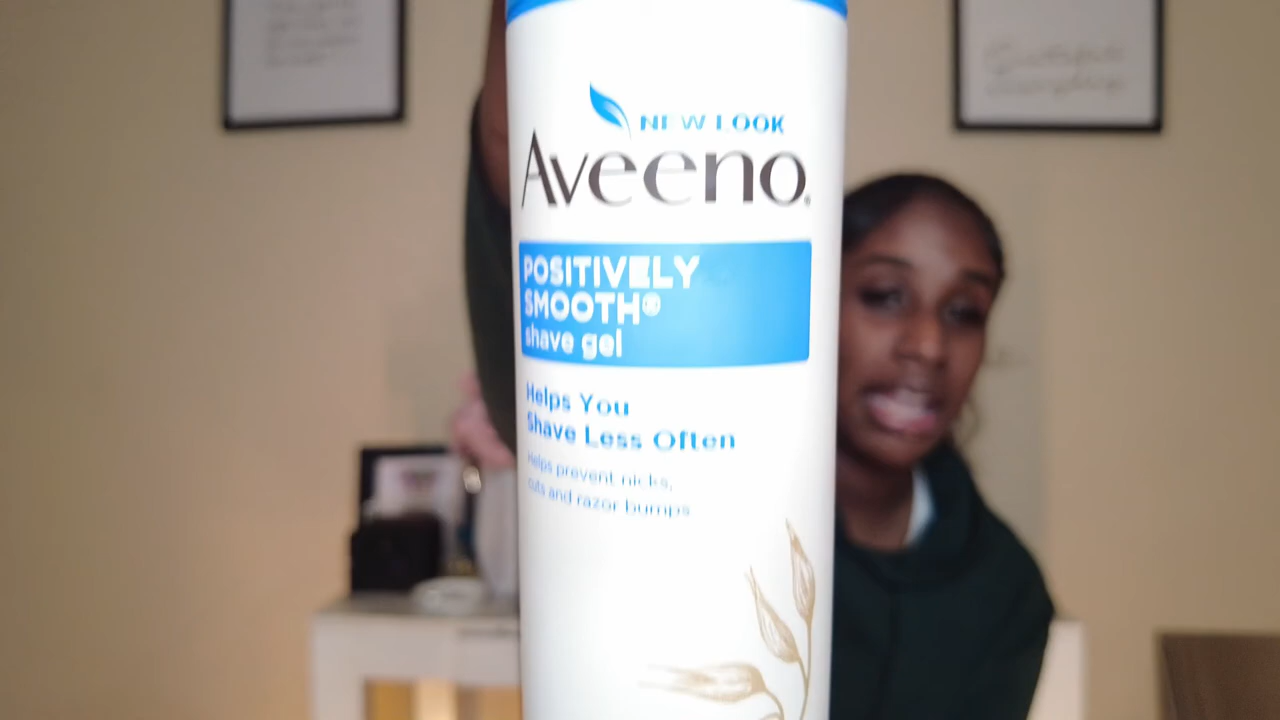 NEW LOOK
Aveeno®
POSITIVELY
SMOOTH®
shave gel
Helps You
Shave Less Often
Helps prevent nicks,
cuts and razor bumps